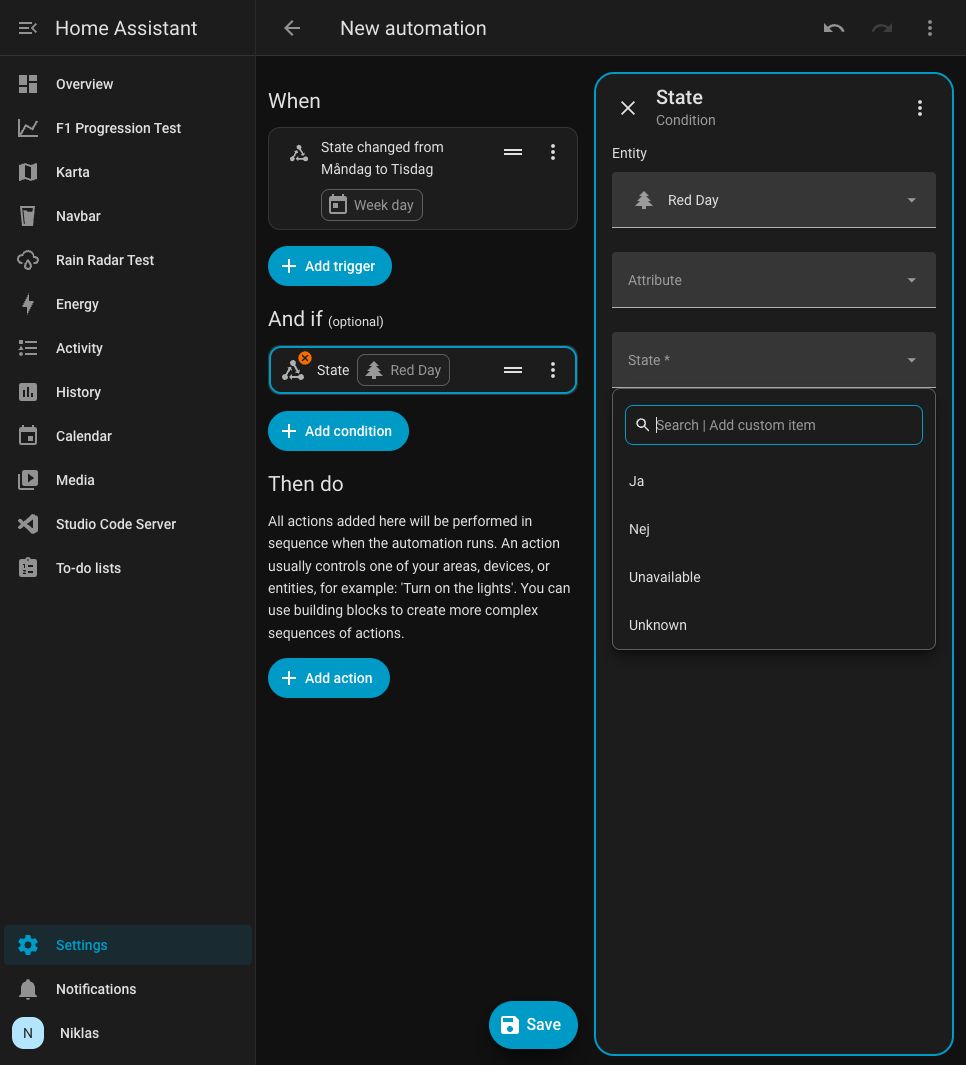 Home Assistant
New automation
Overview
F1 Progression Test
Karta
Navbar
Rain Radar Test
Energy
Activity
History
Calendar
Media
Studio Code Server
To-do lists
Settings
Notifications
N
Niklas
When
State changed from
Måndag to Tisdag
Week day
Add trigger
And if (optional)
State
Red Day
Add condition
Then do
All actions added here will be performed in
sequence when the automation runs. An action
usually controls one of your areas, devices, or
entities, for example: 'Turn on the lights'. You can
use building blocks to create more complex
sequences of actions.
Add action
Save
State
Condition
Entity
Red Day
Attribute
State *
Search | Add custom item
Ja
Nej
Unavailable
Unknown